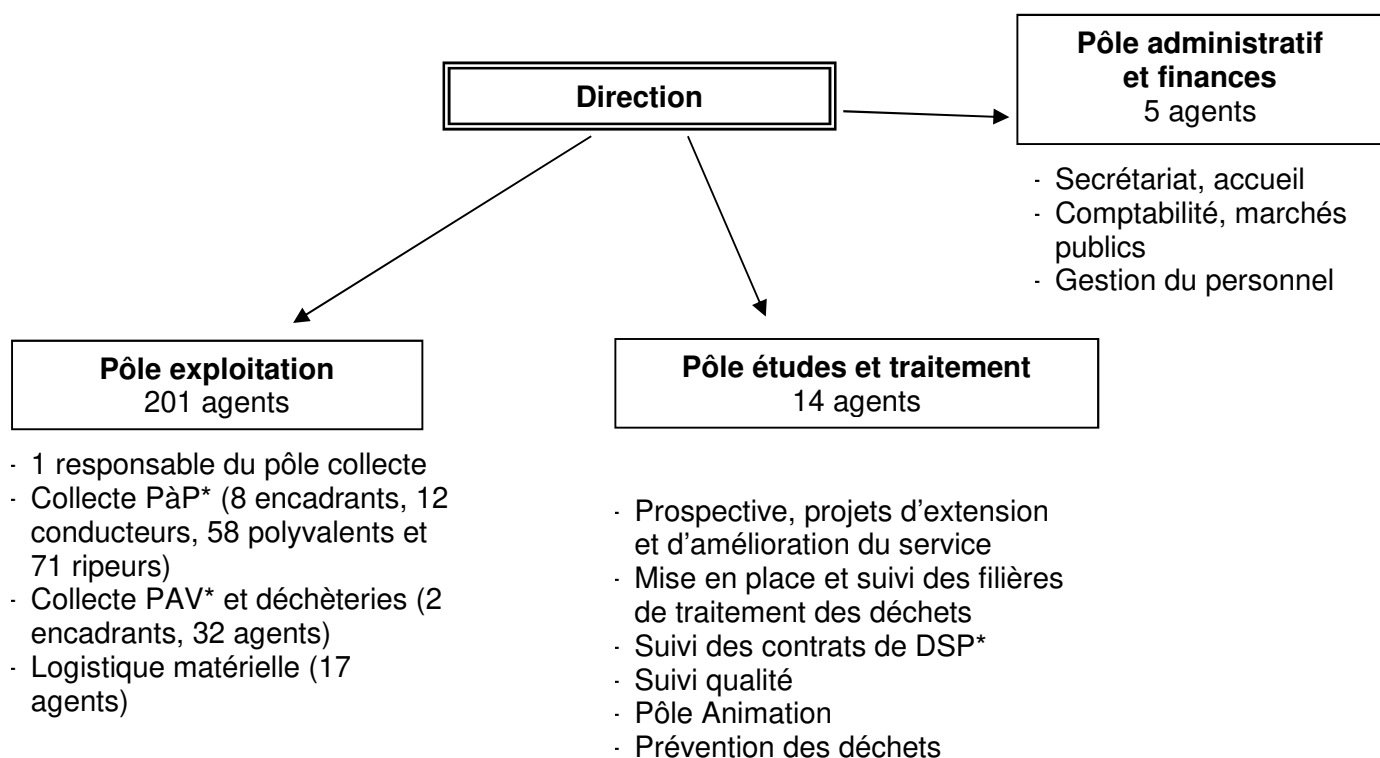 Direction
Pôle administratif
et finances
5 agents
- Secrétariat, accueil
- Comptabilité, marchés
publics
- Gestion du personnel
Pôle exploitation
201 agents
- 1 responsable du pôle collecte
- Collecte PàP* (8 encadrants, 12
conducteurs, 58 polyvalents et
71 ripeurs)
- Collecte PAV* et déchèteries (2
encadrants, 32 agents)
- Logistique matérielle (17
agents)
Pôle études et traitement
14 agents
- Prospective, projets d'extension
et d'amélioration du service
- Mise en place et suivi des filières
de traitement des déchets
- Suivi des contrats de DSP*
- Suivi qualité
- Pôle Animation
- Prévention des déchets